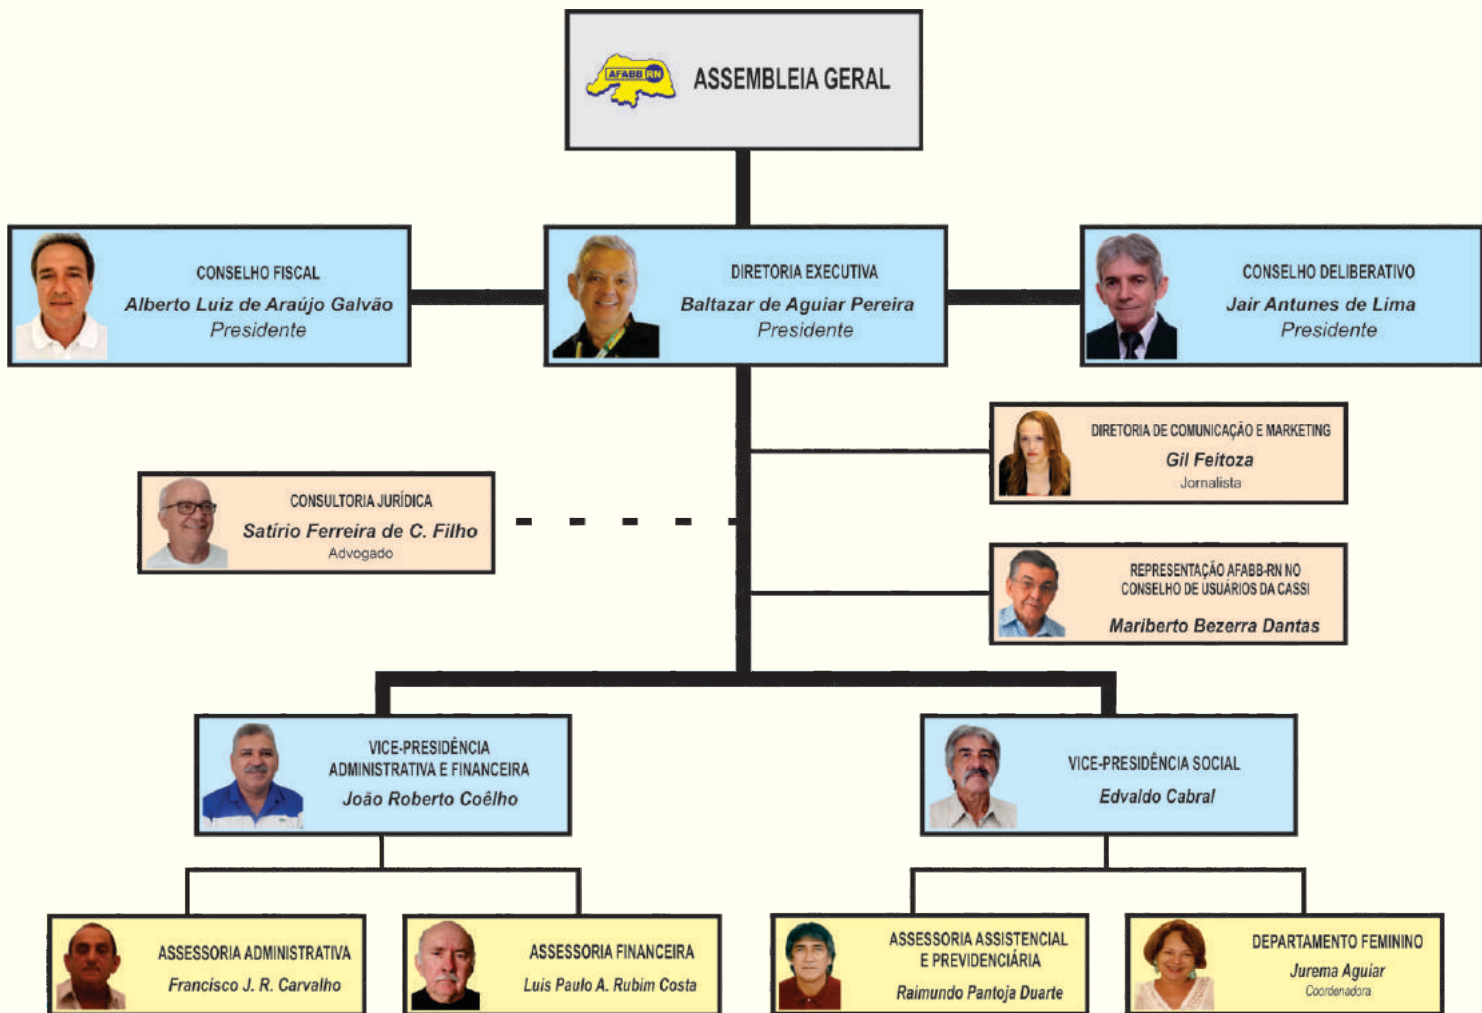 AFABB RN
ASSEMBLEIA GERAL
CONSELHO FISCAL
Alberto Luiz de Araújo Galvão
Presidente
DIRETORIA EXECUTIVA
Baltazar de Aguiar Pereira
Presidente
CONSELHO DELIBERATIVO
Jair Antunes de Lima
Presidente
DIRETORIA DE COMUNICAÇÃO E MARKETING
Gil Feitoza
Jornalista
CONSULTORIA JURÍDICA
Satírio Ferreira de C. Filho
Advogado
REPRESENTAÇÃO AFABB-RN NO
CONSELHO DE USUÁRIOS DA CASSI
Mariberto Bezerra Dantas
VICE-PRESIDÊNCIA
ADMINISTRATIVA E FINANCEIRA
João Roberto Coêlho
VICE-PRESIDÊNCIA SOCIAL
Edvaldo Cabral
ASSESSORIA ADMINISTRATIVA
Francisco J. R. Carvalho
ASSESSORIA FINANCEIRA
Luis Paulo A. Rubim Costa
ASSESSORIA ASSISTENCIAL
E PREVIDENCIÁRIA
Raimundo Pantoja Duarte
DEPARTAMENTO FEMININO
Jurema Aguiar
Coordenadora